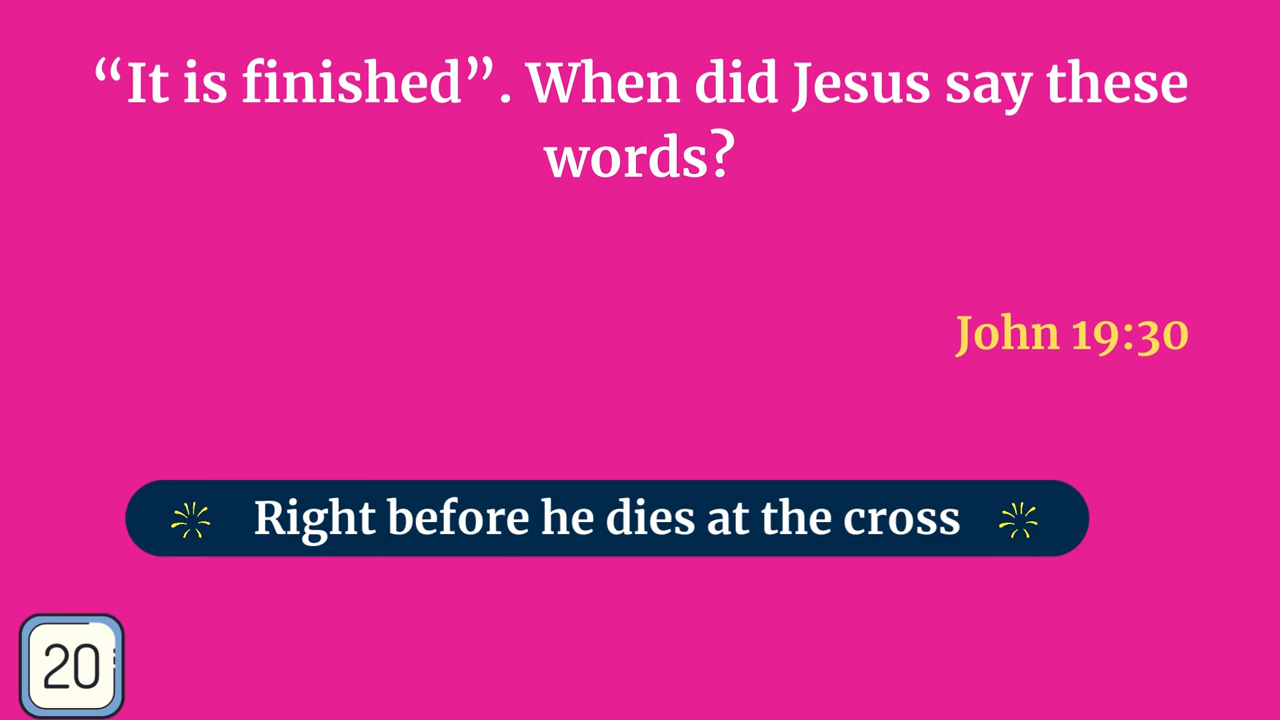 “It is finished”. When did Jesus say these
words?
John 19:30
Right before he dies at the cross
20